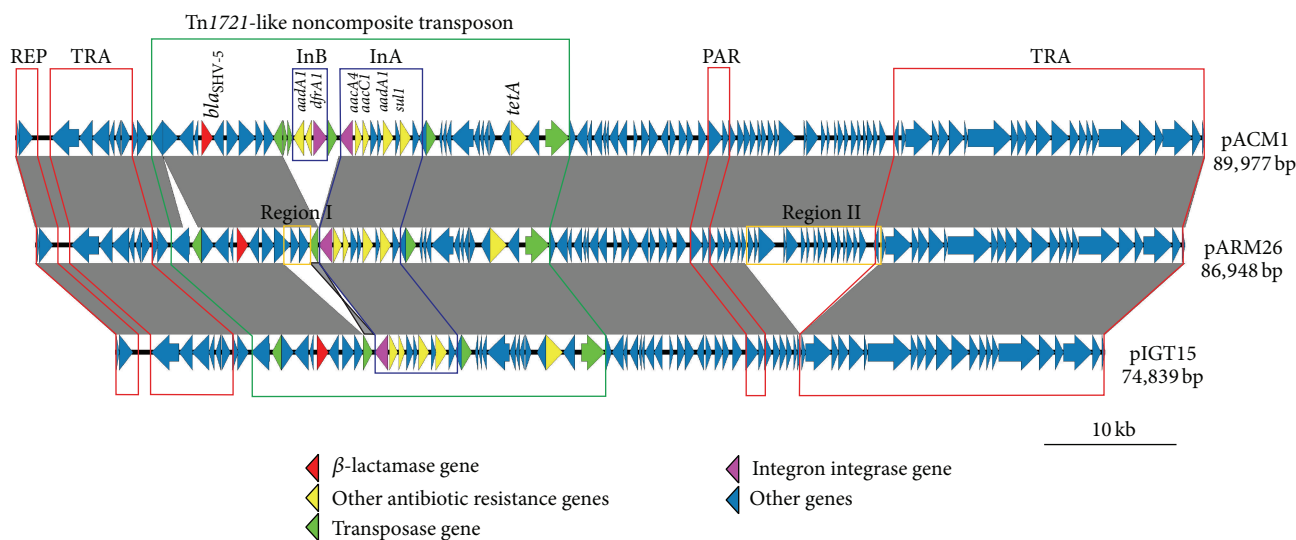 Tn1721-like noncomposite transposon
REP
TRA
blaSHV-5
InB
aadA1
dfrA1
InA
aacA4
aacC1
aadA1
sul1
tetA
PAR
TRA
pACM1
89,977 bp
Region I
Region II
pARM26
86,948 bp
pIGT15
74,839 bp
10 kb
β-lactamase gene
Other antibiotic resistance genes
Transposase gene
Integron integrase gene
Other genes